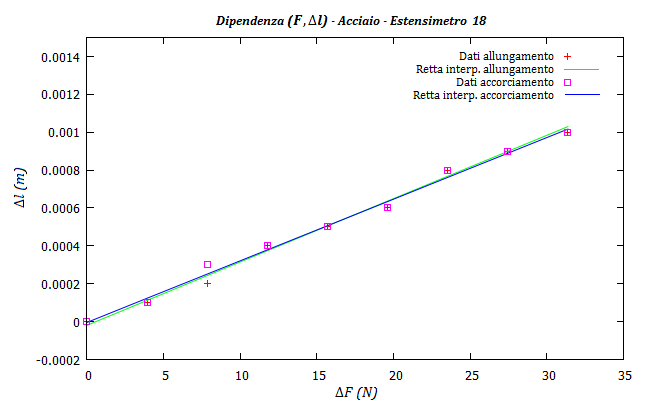 Dipendenza (F,Δl) - Acciaio - Estensimetro 18
Dati allungamento
Retta interp. allungamento
Dati accorciamento
Retta interp. accorciamento
Δl (m)
0.0014
0.0012
0.001
0.0008
0.0006
0.0004
0.0002
0
-0.0002
0 5 10 15 20 25 30 35
ΔF (N)